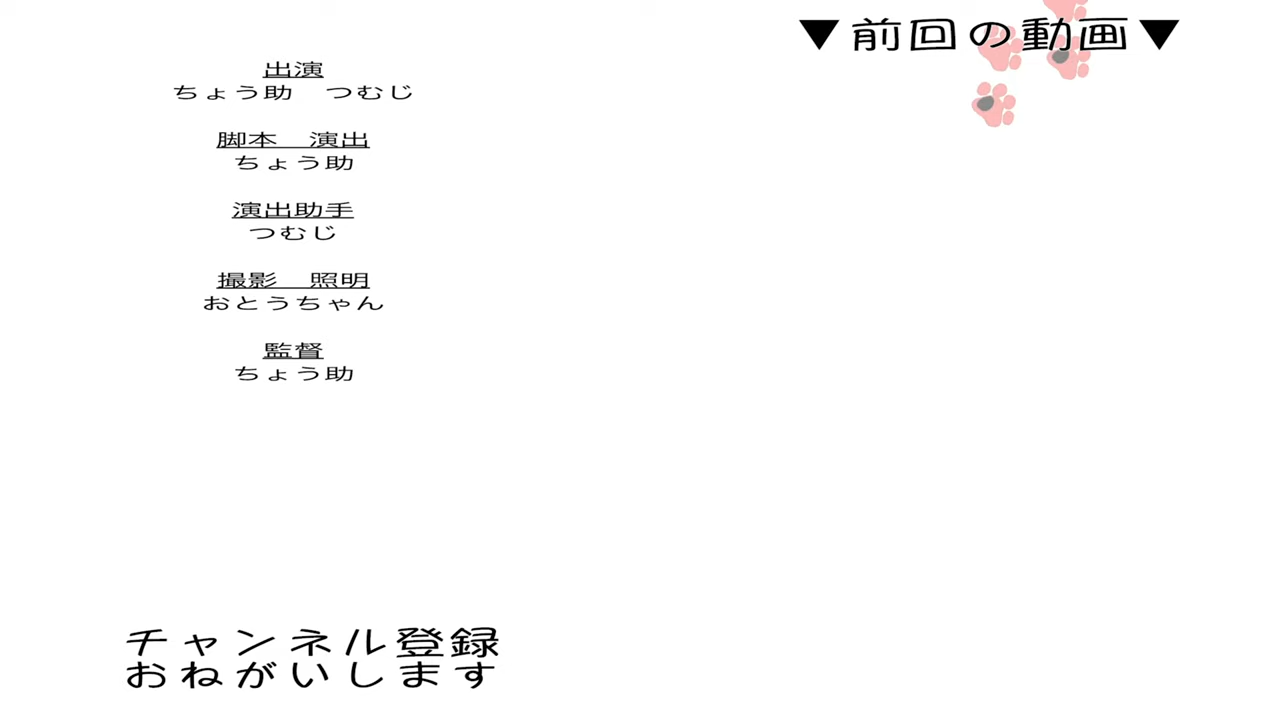 ▼前回の動画▼
出演
ちょう助　つむじ
脚本　演出
ちょう助
演出助手
つむじ
撮影　照明
おとうちゃん
監督
ちょう助
チャンネル登録
おねがいします